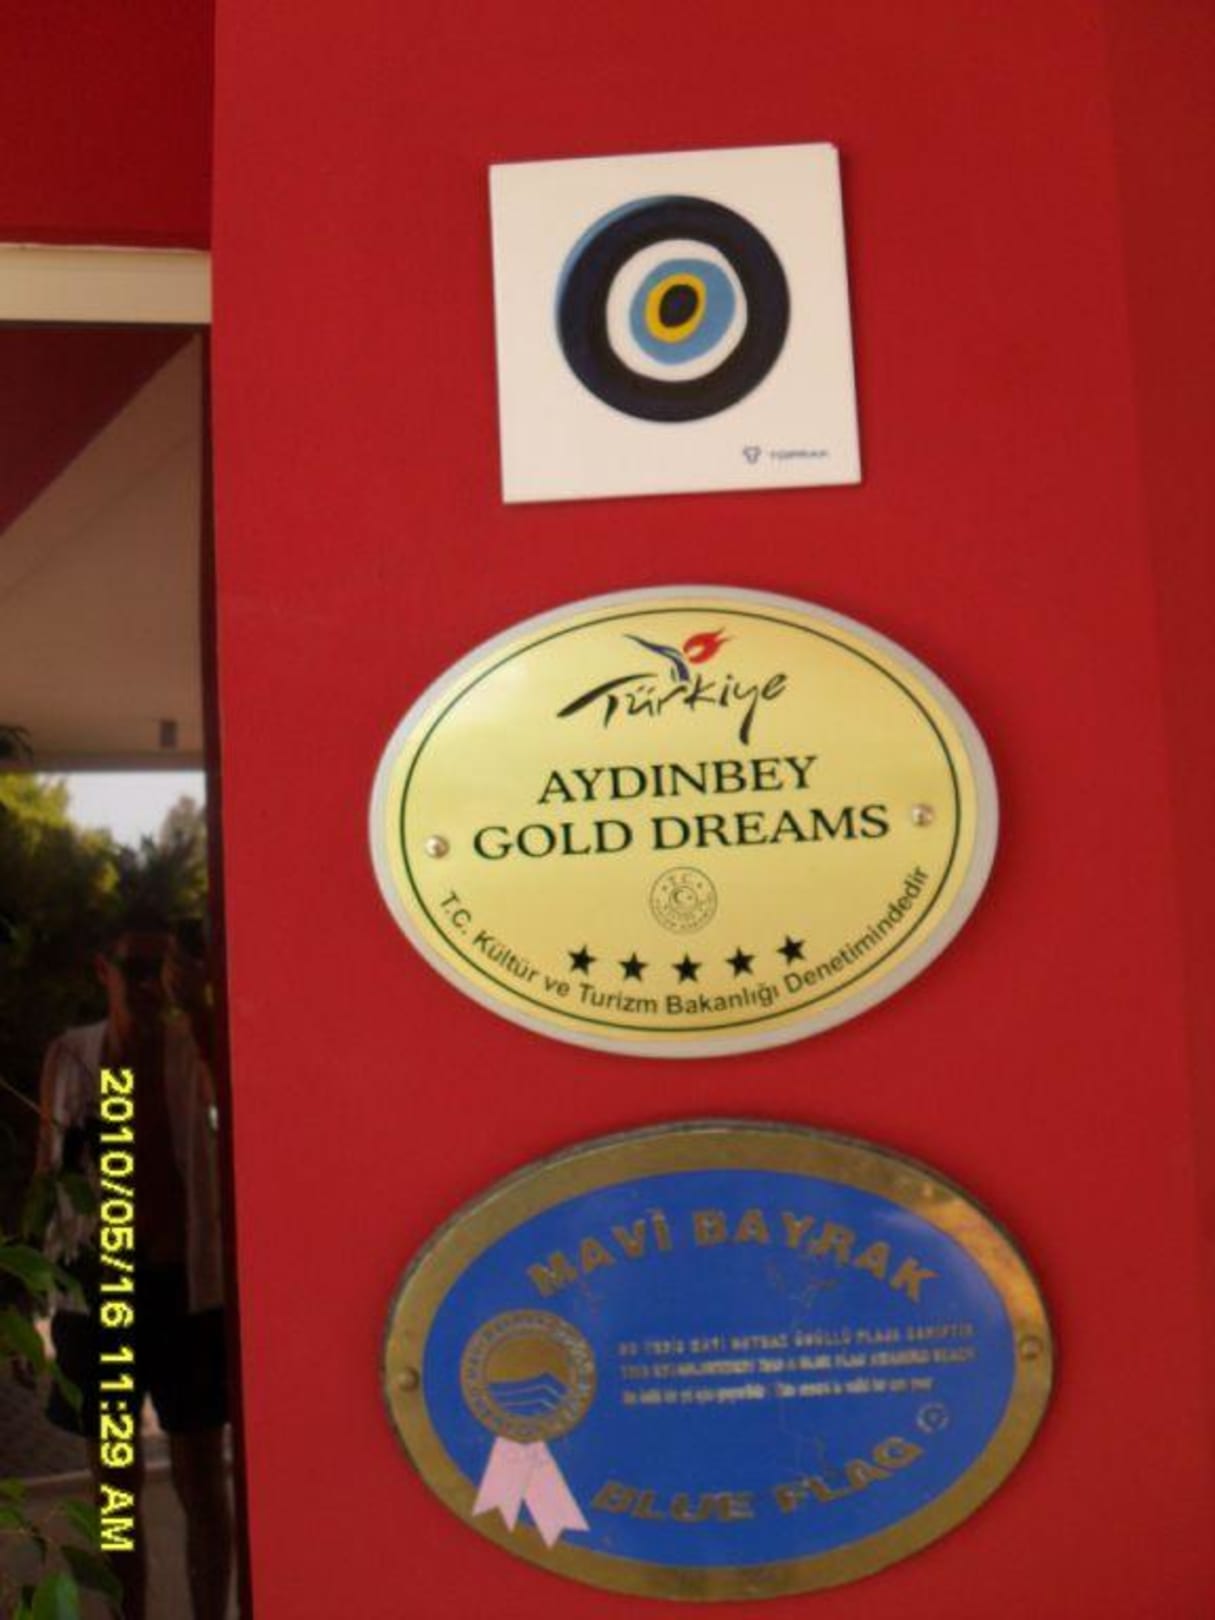 TOPRAK
Türkiye
AYDINBEY
GOLD DREAMS
T.C.
T.C. Kültür ve Turizm Bakanlığı Denetimindedir
MAVİ BAYRAK
BLUE FLAG
2010/05/16 11:29 AM